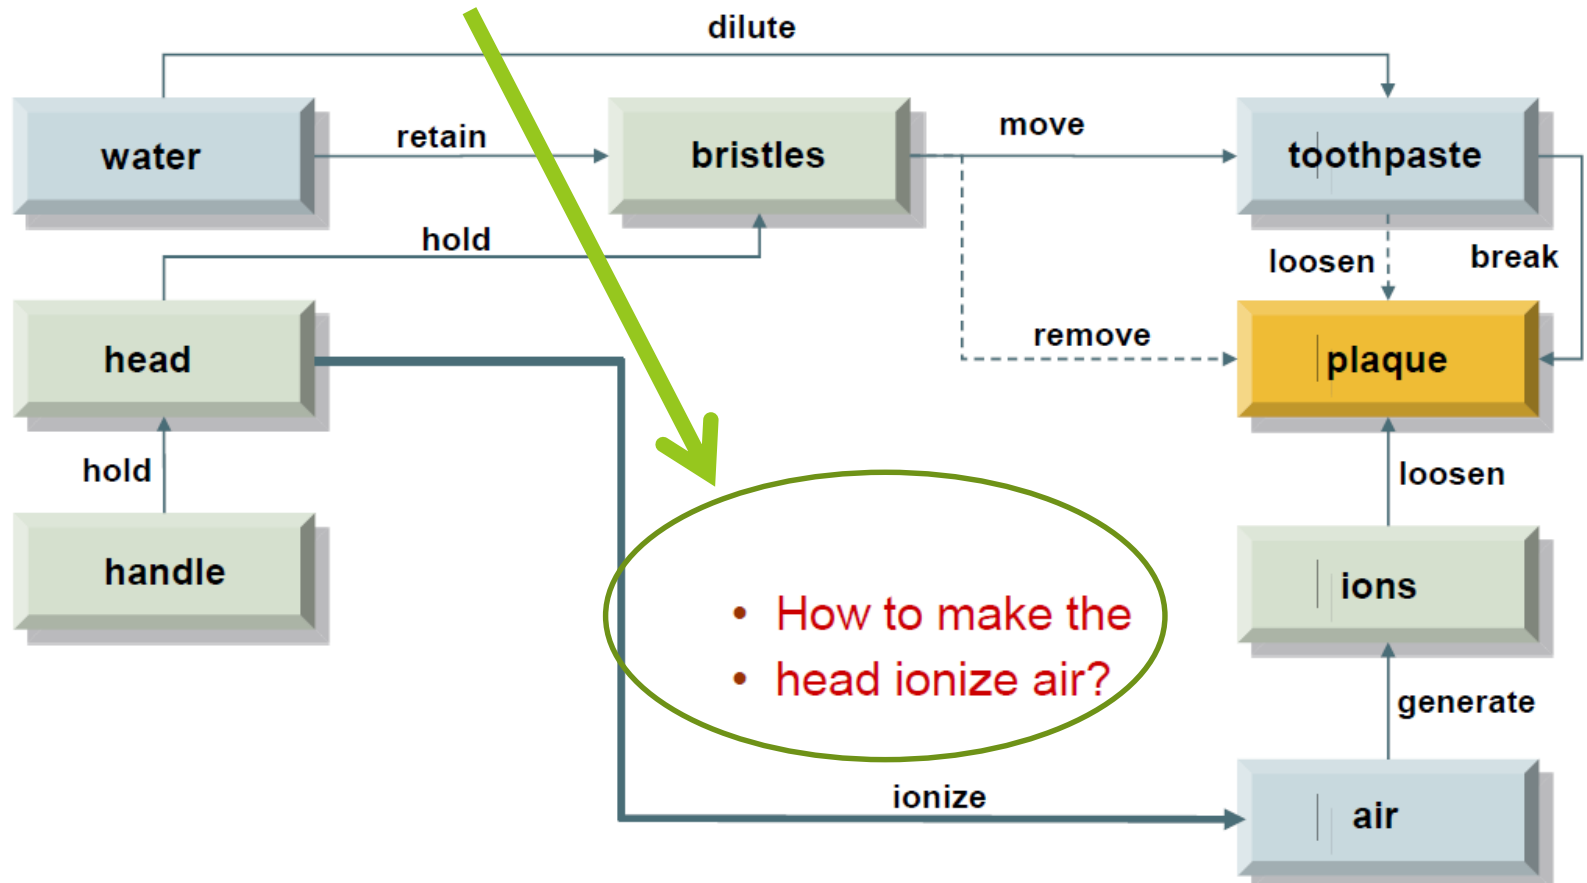 dilute
water
retain
bristles
move
toothpaste
hold
loosen
break
head
remove
plaque
hold
loosen
handle
ions
• How to make the
• head ionize air?
generate
ionize
air